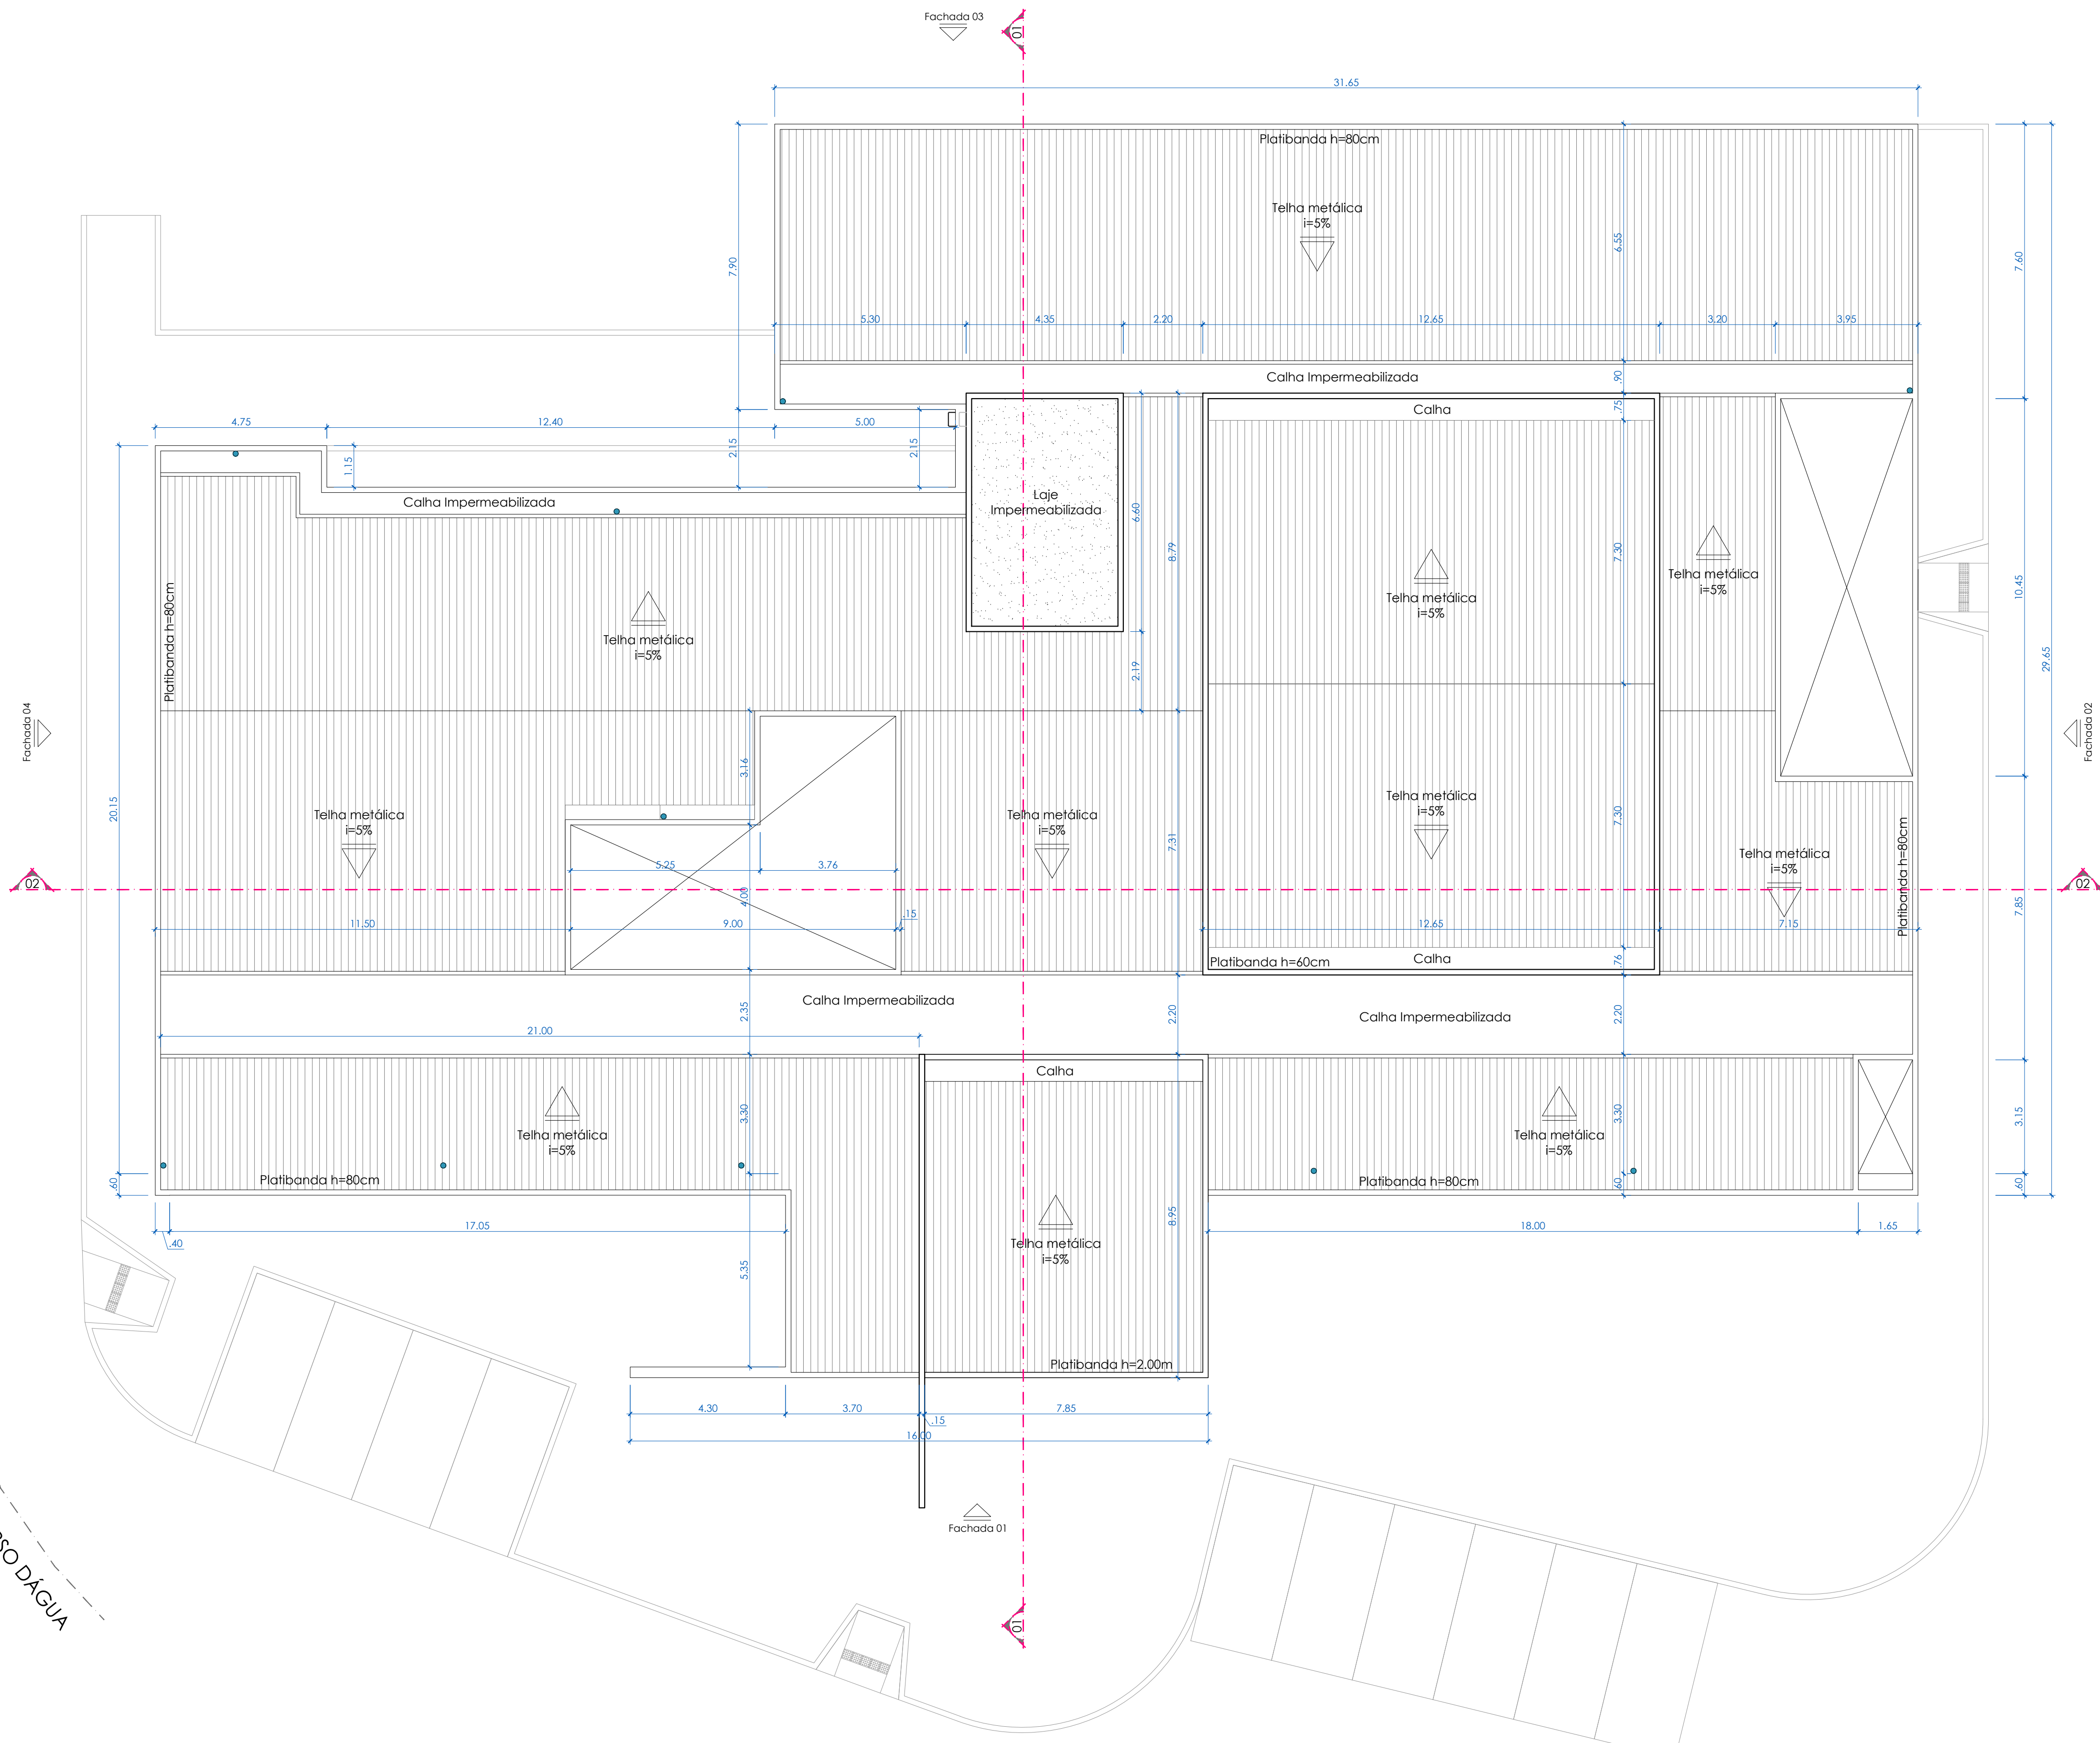 Fachada 03
01
31.65
Platibanda h=80cm
Telha metálica
i=5%
6.55
7.60
7.90
5.30
4.35
2.20
12.65
3.20
3.95
Calha Impermeabilizada
.90
.75
Calha
4.75
12.40
5.00
2.15
2.15
1.15
Calha Impermeabilizada
Laje
Impermeabilizada
6.60
8.79
7.30
10.45
29.65
Telha metálica
i=5%
Telha metálica
i=5%
Platibanda h=80cm
Telha metálica
i=5%
2.19
Fachada 04
Fachada 02
3.16
20.15
Telha metálica
i=5%
Telha metálica
i=5%
Telha metálica
i=5%
7.31
7.30
Telha metálica
i=5%
Platibanda h=80cm
5.25
3.76
4.00
02
02
7.85
11.50
9.00
.15
12.65
7.15
Platibanda h=60cm
Calha
.76
Calha Impermeabilizada
2.35
2.20
2.20
Calha Impermeabilizada
21.00
Calha
3.30
3.30
3.15
Telha metálica
i=5%
Telha metálica
i=5%
Platibanda h=80cm
Platibanda h=80cm
.60
.60
.60
.40
17.05
8.95
18.00
1.65
Telha metálica
i=5%
5.35
Platibanda h=2.00m
4.30
3.70
.15
7.85
16.00
Fachada 01
01
DÁGUA